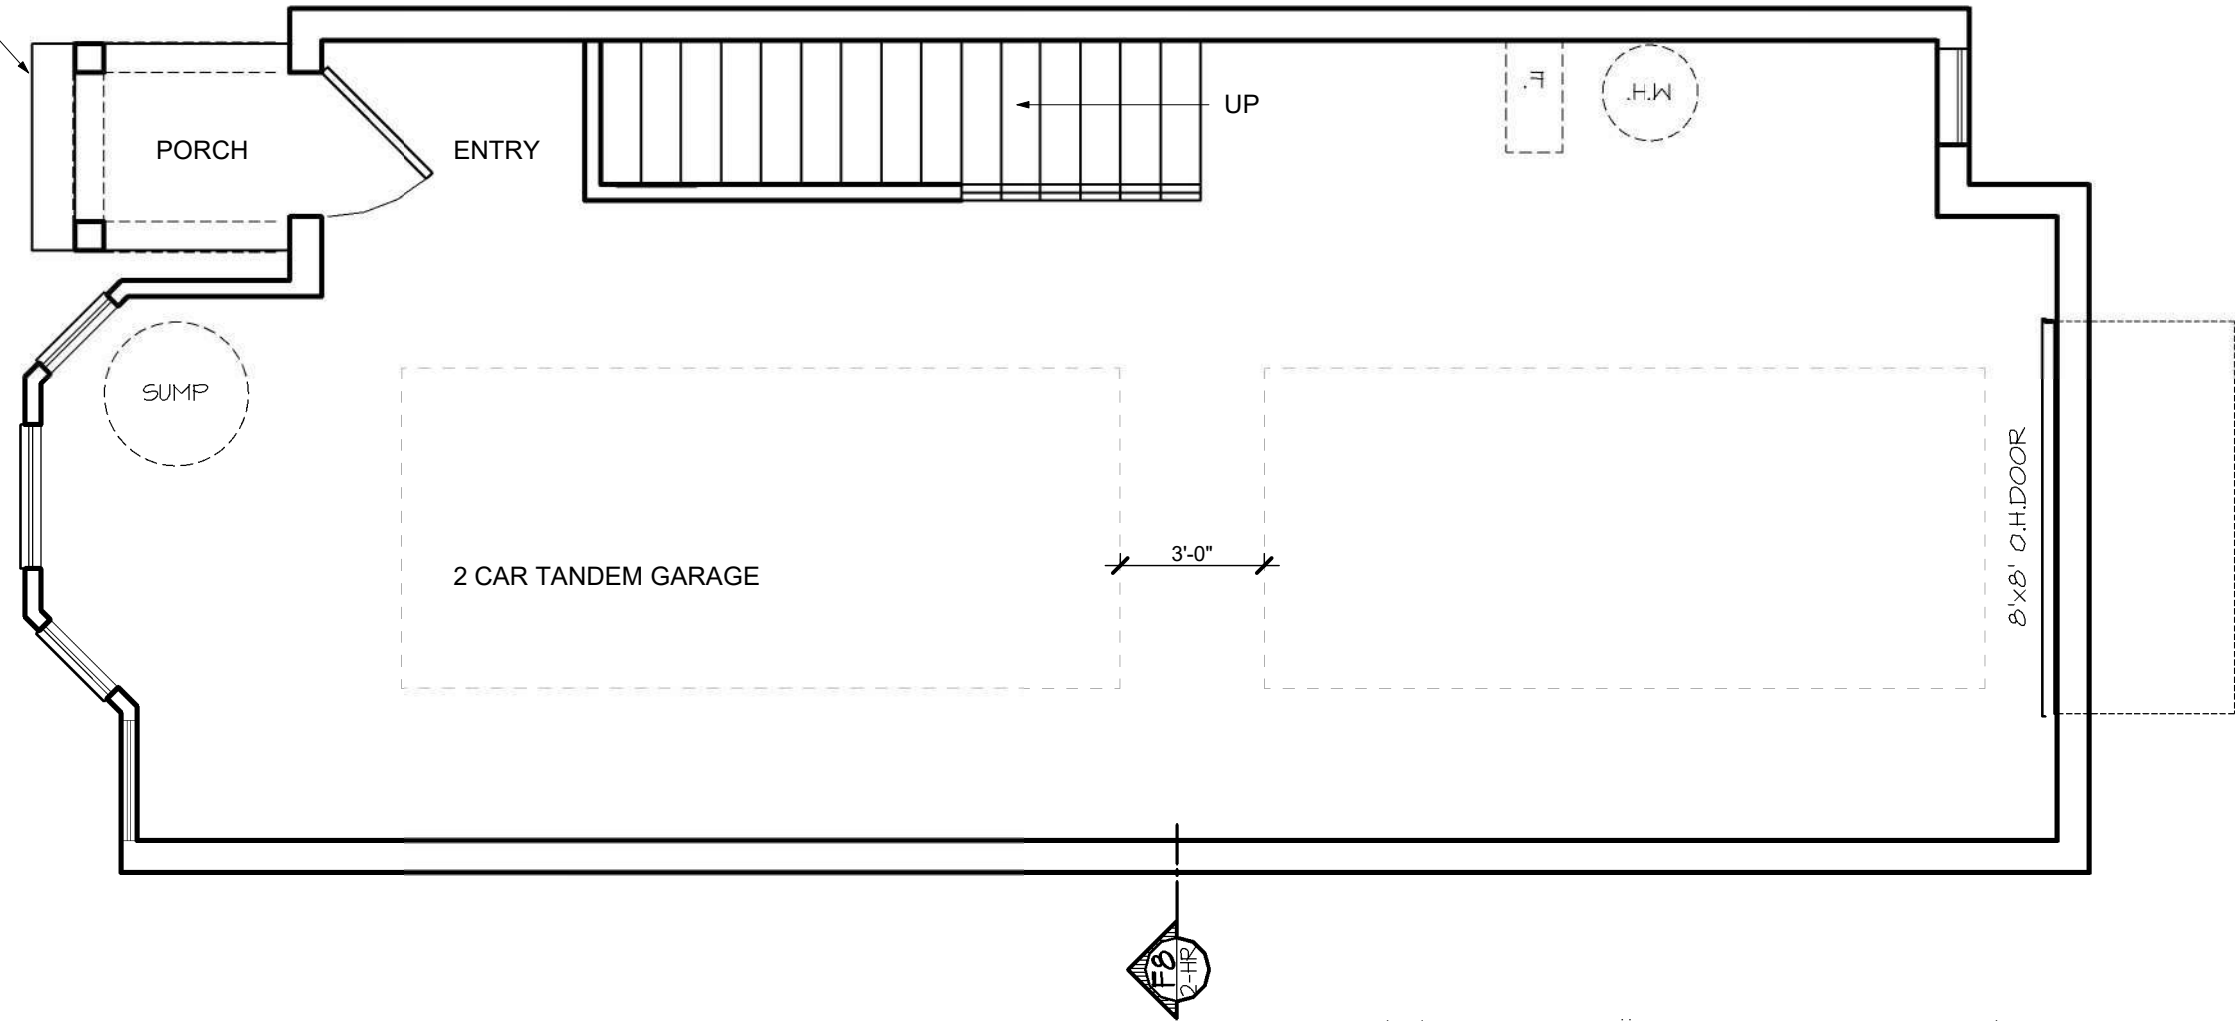 PORCH
ENTRY
UP
F.
W.H.
SUMP
2 CAR TANDEM GARAGE
3'-0"
8'x8' O.H.DOOR
F8
2-HR